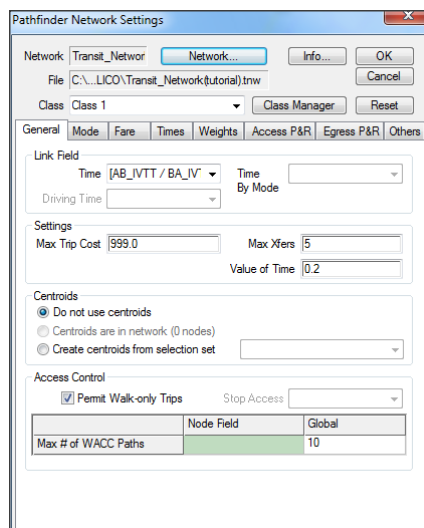 Pathfinder Network Settings
Network Transit_Networ Network... Info... OK
File C:\...LICO\Transit_Network(tutorial).tnw Cancel
Class Class 1 Class Manager Reset
General Mode Fare Times Weights Access P&R Egress P&R Others
Link Field
Time [AB_IVTT / BA_IV Time By Mode
Driving Time
Settings
Max Trip Cost 999.0 Max Xfers 5
Value of Time 0.2
Centroids
Do not use centroids
Centroids are in network (0 nodes)
Create centroids from selection set
Access Control
Permit Walk-only Trips Stop Access
Node Field Global
Max # of WACC Paths 10